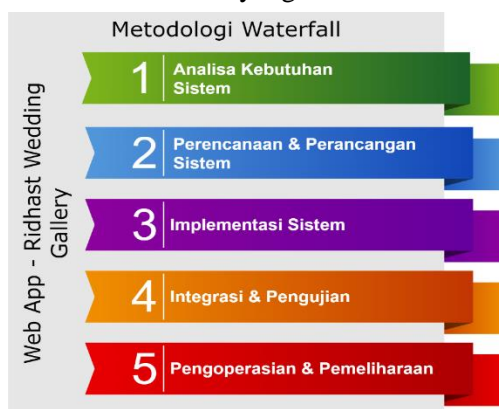 Metodologi Waterfall
Web App - Ridhast Wedding
Gallery
1
Analisa Kebutuhan
Sistem
2
Perencanaan & Perancangan
Sistem
3
Implementasi Sistem
4
Integrasi & Pengujian
5
Pengoperasian & Pemeliharaan